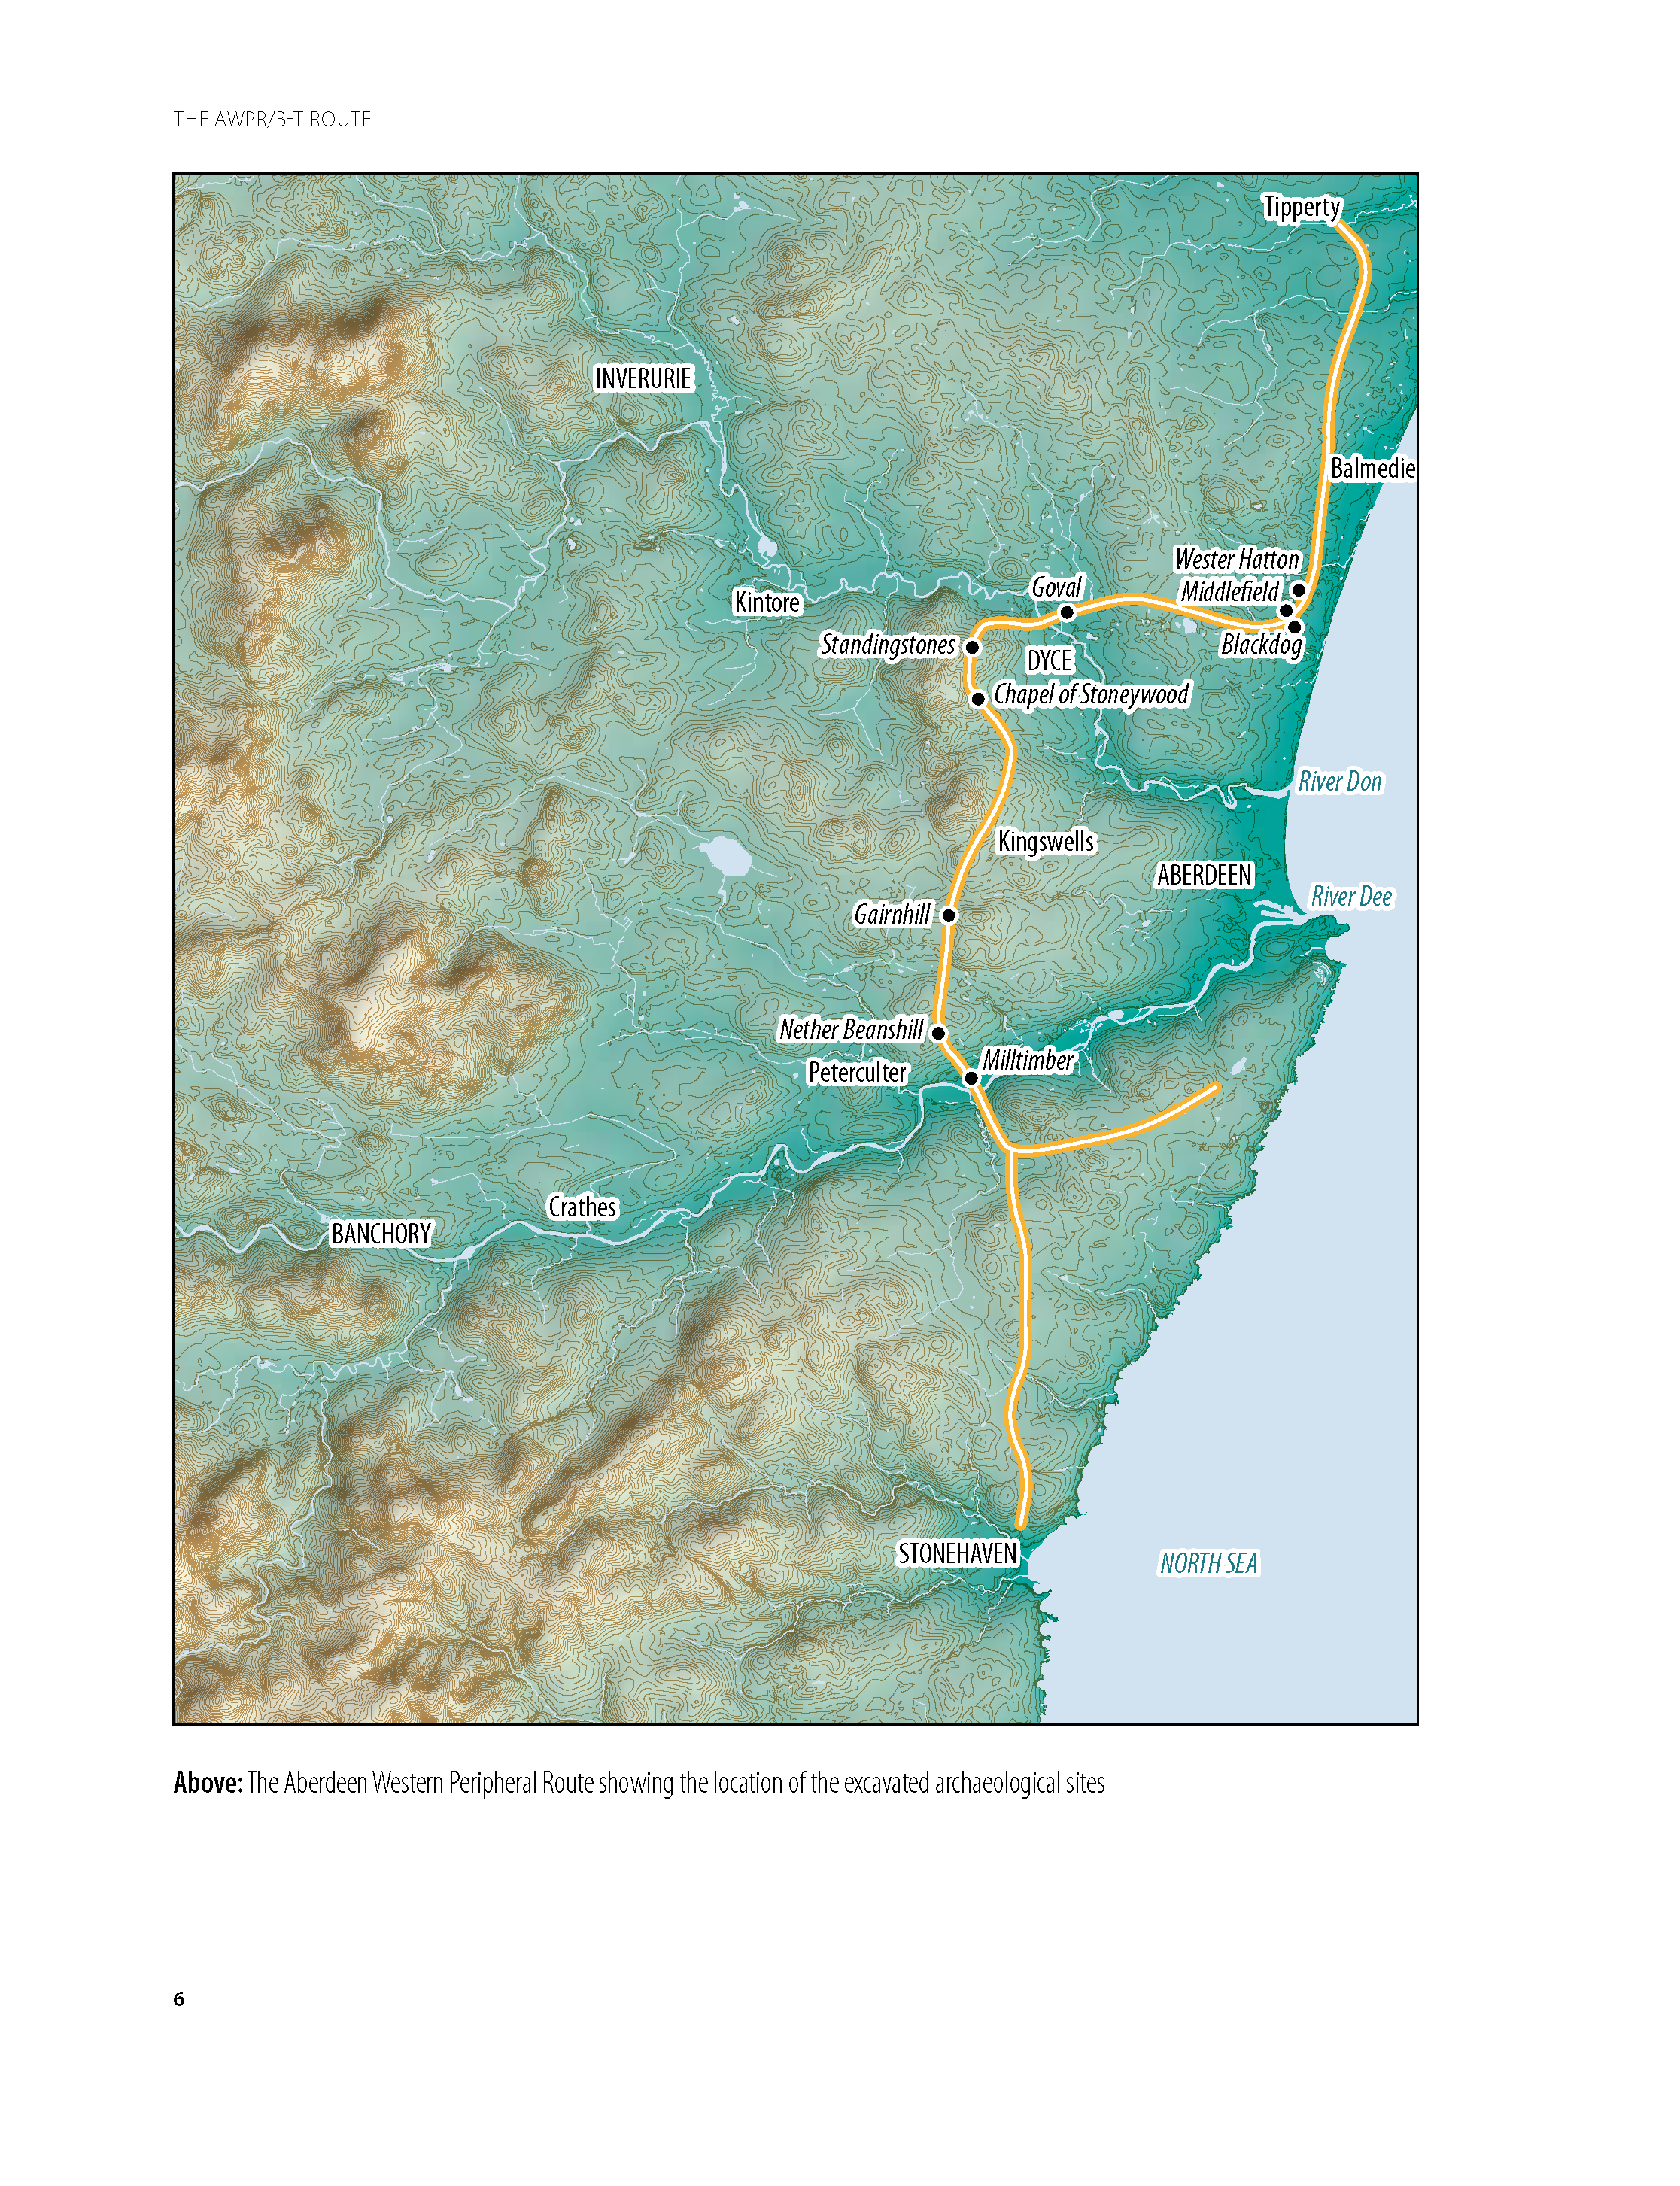 THE AWPR/B-T ROUTE
Tipperty
INVERURIE
Balmedie
Wester Hatton
Middlefield
Goval
Kintore
Standingstones
Blackdog
DYCE
Chapel of Stoneywood
River Don
Kingswells
ABERDEEN
River Dee
Gairnhill
Nether Beanshill
Milltimber
Peterculter
Crathes
BANCHORY
STONEHAVEN
NORTH SEA
Above: The Aberdeen Western Peripheral Route showing the location of the excavated archaeological sites
6